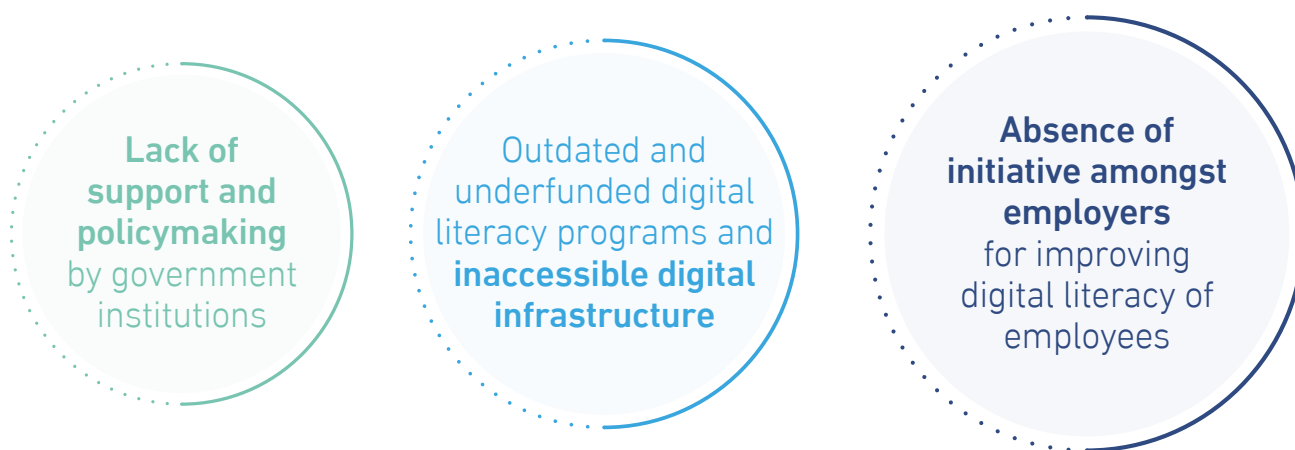 Lack of
support and
policymaking
by government
institutions
Outdated and
underfunded digital
literacy programs and
inaccessible digital
infrastructure
Absence of
initiative amongst
employers
for improving
digital literacy of
employees